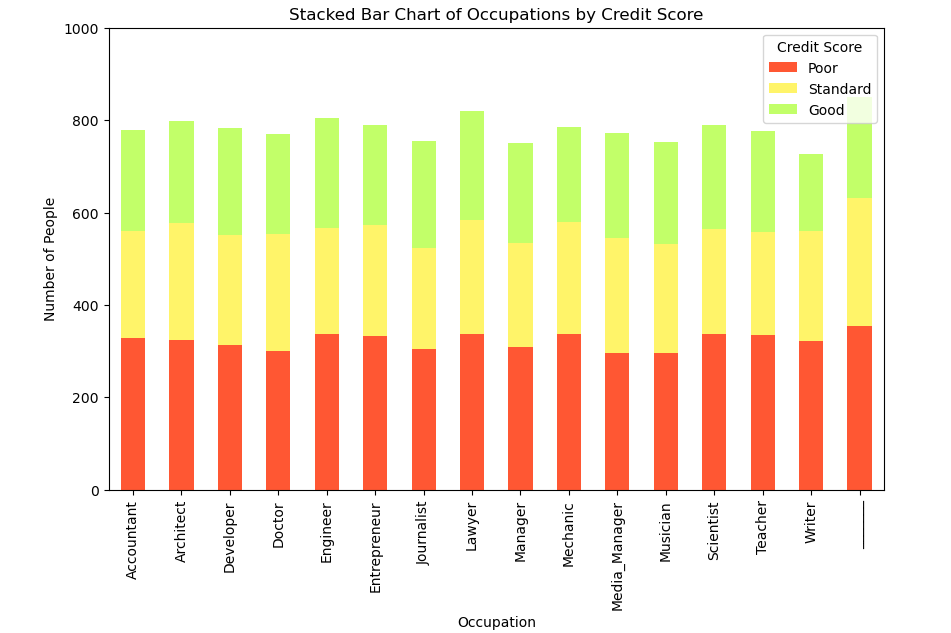 Stacked Bar Chart of Occupations by Credit Score
Credit Score
Poor
Standard
Good
Number of People
1000
800
600
400
200
0
Accountant
Architect
Developer
Doctor
Engineer
Entrepreneur
Journalist
Lawyer
Manager
Mechanic
Media_Manager
Musician
Scientist
Teacher
Writer
_______
Occupation